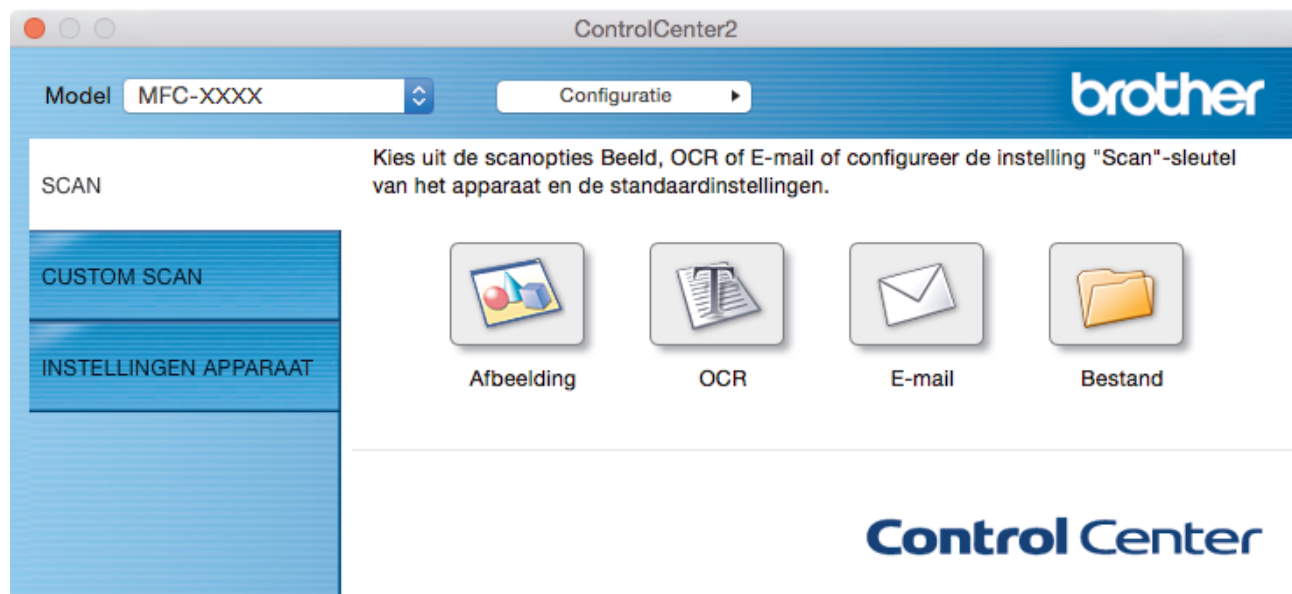 ControlCenter2
Model MFC-XXXX Configuratie brother
Kies uit de scanopties Beeld, OCR of E-mail of configureer de instelling "Scan"-sleutel
van het apparaat en de standaardinstellingen.
SCAN
CUSTOM SCAN
INSTELLINGEN APPARAAT
Afbeelding OCR E-mail Bestand
Control Center